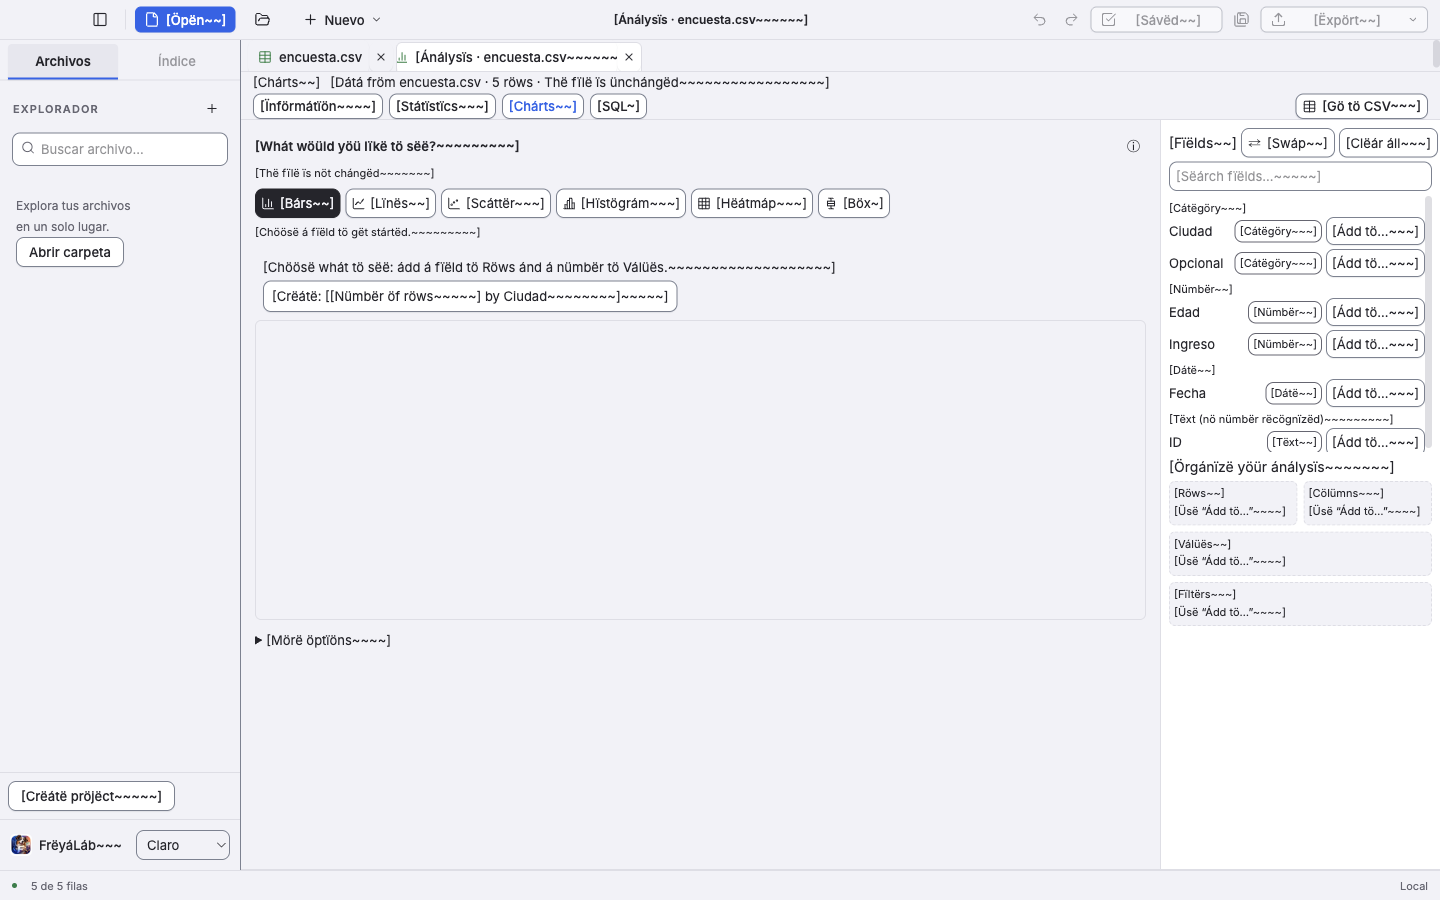 [Öpën~~]
Nuevo
[Ánálysïs · encuesta.csv~~~~~~]
[Sávëd~~]
[Ëxpört~~]
Archivos
Índice
EXPLORADOR
Buscar archivo...
Explora tus archivos
en un solo lugar.
Abrir carpeta
[Crëátë pröjëct~~~~~]
FrëyáLáb~~~
Claro
encuesta.csv
[Ánálysïs · encuesta.csv~~~~~~
[Chárts~~] [Dátá fröm encuesta.csv · 5 röws · Thë fïlë ïs ünchángëd~~~~~~~~~~~~~~~~~]
[Ïnförmátïön~~~~]
[Státïstïcs~~~]
[Chárts~~]
[SQL~]
[Gö tö CSV~~~]
[Whát wöüld yöü lïkë tö sëë?~~~~~~~~~]
[Thë fïlë ïs nöt chángëd~~~~~~~]
[Bárs~~]
[Lïnës~~]
[Scáttër~~~]
[Hïstögrám~~~]
[Hëátmáp~~~]
[Böx~]
[Chöösë á fïëld tö gët stártëd.~~~~~~~~~]
[Chöösë whát tö sëë: ádd á fïëld tö Röws ánd á nümbër tö Válüës.~~~~~~~~~~~~~~~~~~~]
[Crëátë: [[Nümbër öf röws~~~~~] by Ciudad~~~~~~~~]~~~~~]
[Mörë öptïöns~~~~]
[Fïëlds~~]
[Swáp~~]
[Clëár áll~~~]
[Sëárch fïëlds...~~~~~]
[Cátëgöry~~~]
Ciudad [Cátëgöry~~~] [Ádd tö...~~~]
Opcional [Cátëgöry~~~] [Ádd tö...~~~]
[Nümbër~~]
Edad [Nümbër~~] [Ádd tö...~~~]
Ingreso [Nümbër~~] [Ádd tö...~~~]
[Dátë~~]
Fecha [Dátë~~] [Ádd tö...~~~]
[Tëxt (nö nümbër rëcögnïzëd)~~~~~~~~~]
ID [Tëxt~~] [Ádd tö...~~~]
[Örgánïzë yöür ánálysïs~~~~~~~]
[Röws~~]
[Üsë “Ádd tö...”~~~~]
[Cölümns~~~]
[Üsë “Ádd tö...”~~~~]
[Válüës~~]
[Üsë “Ádd tö...”~~~~]
[Fïltërs~~~]
[Üsë “Ádd tö...”~~~~]
5 de 5 filas
Local